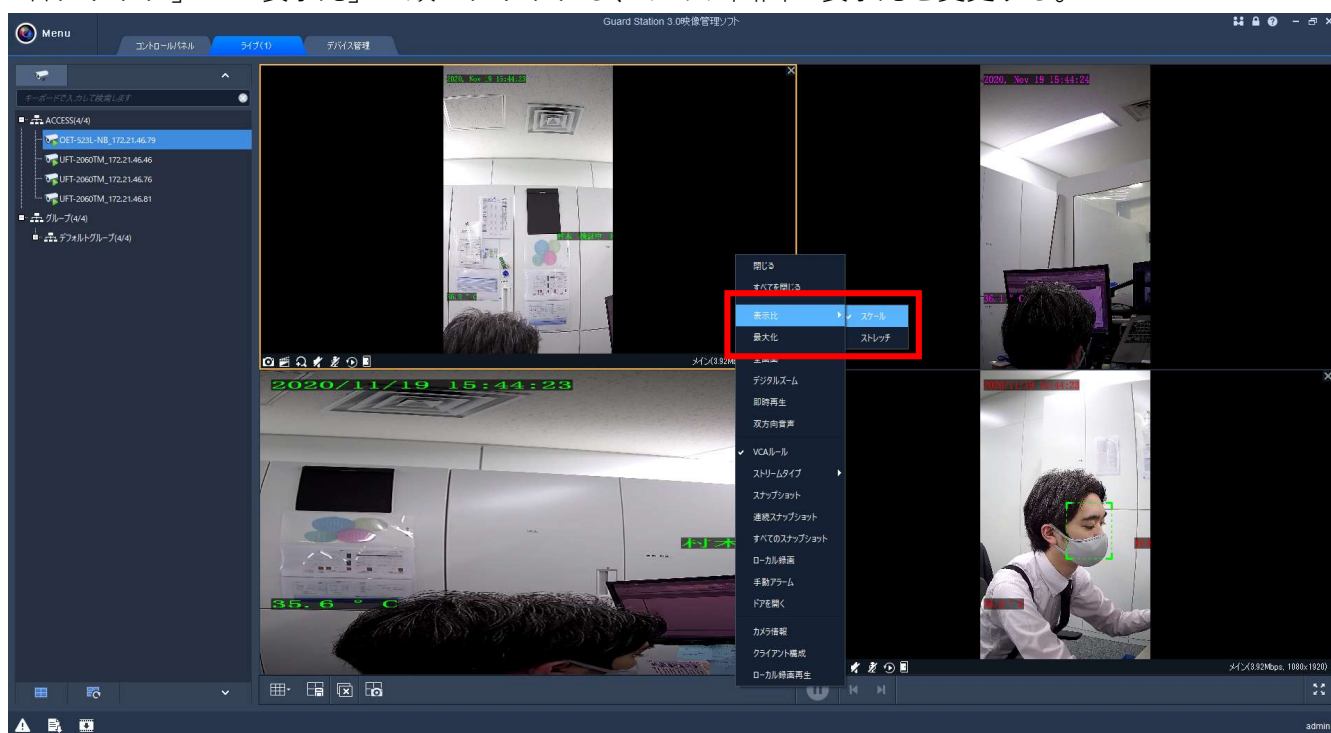 Guard Station 3.0映像管理ソフト
Menu
コントロールパネル
ライブ(1)
デバイス管理
キーボードで入力して検索します
ACCESS(4/4)
OET-523L-NB_172.21.46.79
UFT-2060TM_172.21.46.46
UFT-2060TM_172.21.46.76
UFT-2060TM_172.21.46.81
グループ(4/4)
デフォルトグループ(4/4)
2020, Nov 19 15:44:23
36.
2020, Nov 19 15:44:24
36.1 ° C
メイン(3.92M
2020/11/19 15:44:23
村木
35.6 ° C
閉じる
すべてを閉じる
表示比
スケール
最大化
ストレッチ
デジタルズーム
即時再生
双方向音声
VCAルール
ストリームタイプ
スナップショット
連続スナップショット
すべてのスナップショット
ローカル録画
手動アラーム
ドアを開く
カメラ情報
クライアント構成
ローカル録画再生
メイン(3.92Mbps, 1080x1920)
admin